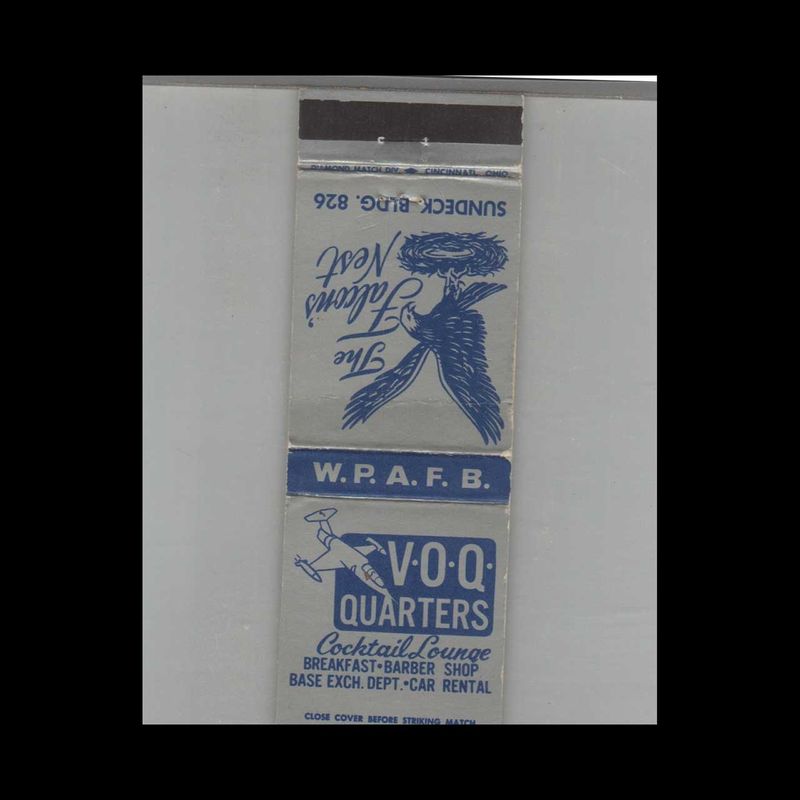 DIAMOND MATCH DIV. CINCINNATI, OHIO
SUNDECK BLDG. 826
The
Falcon's
Nest
W.P.A.F.B.
V·O·Q·
QUARTERS
Cocktail Lounge
BREAKFAST·BARBER SHOP
BASE EXCH. DEPT.·CAR RENTAL
CLOSE COVER BEFORE STRIKING MATCH